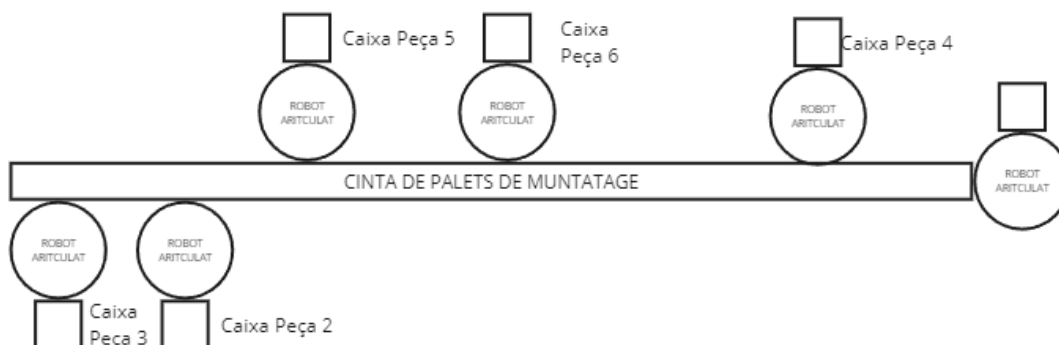 Caixa Peça 5
Caixa
Peça 6
Caixa Peça 4
ROBOT
ARITCULAT
ROBOT
ARITCULAT
ROBOT
ARITCULAT
ROBOT
ARITCULAT
CINTA DE PALETS DE MUNTATAGE
ROBOT
ARITCULAT
ROBOT
ARITCULAT
Caixa
Peça 3
Caixa Peça 2